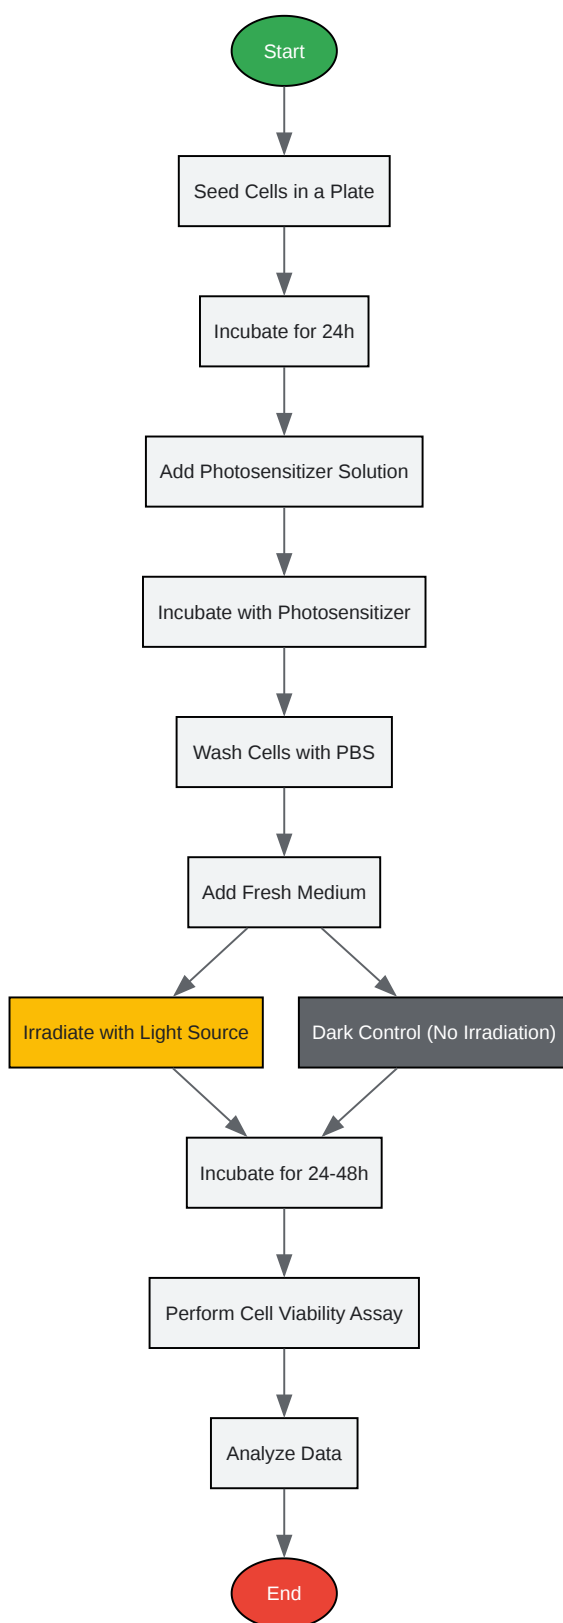 Start
Seed Cells in a Plate
Incubate for 24h
Add Photosensitizer Solution
Incubate with Photosensitizer
Wash Cells with PBS
Add Fresh Medium
Irradiate with Light Source
Dark Control (No Irradiation)
Incubate for 24-48h
Perform Cell Viability Assay
Analyze Data
End